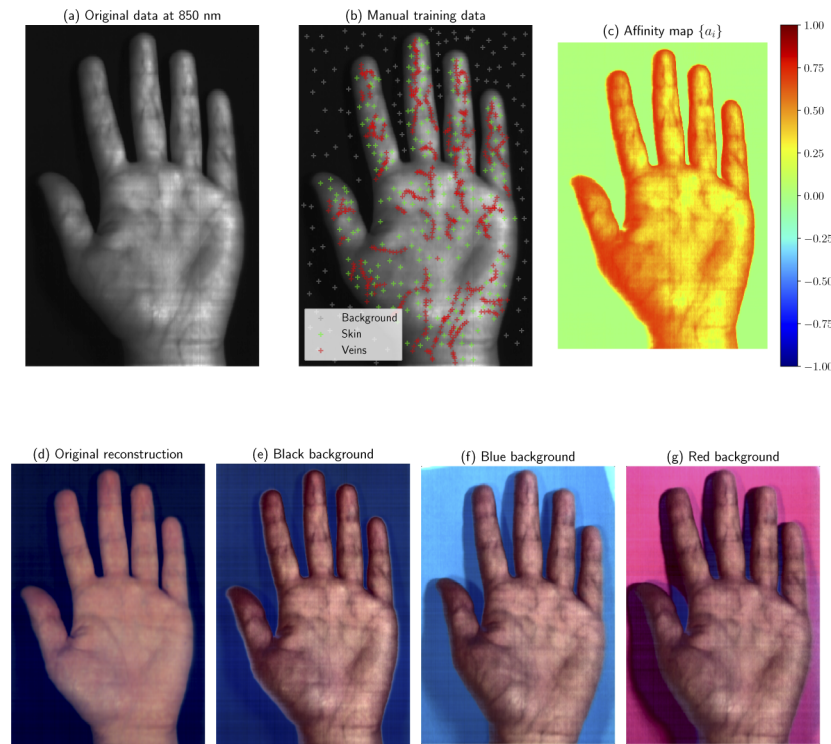 (a) Original data at 850 nm
(b) Manual training data
(c) Affinity map {a_i}
Background
Skin
Veins
1.00
0.75
0.50
0.25
0.00
−0.25
−0.50
−0.75
−1.00
(d) Original reconstruction
(e) Black background
(f) Blue background
(g) Red background